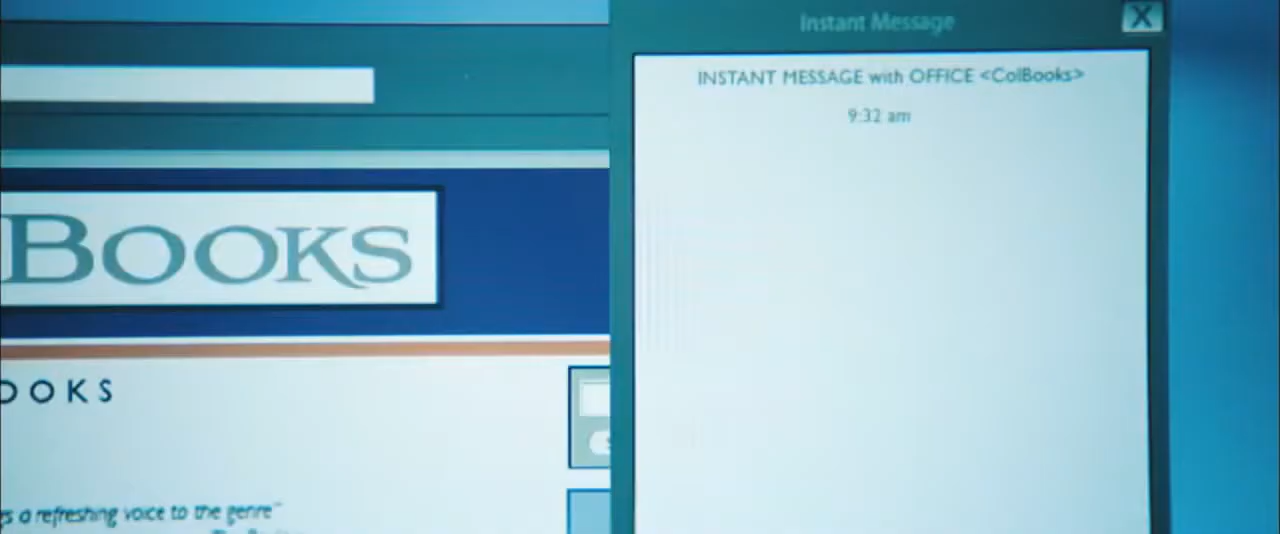 BOOKS
OOKS
a refreshing voice to the genre"
Instant Message
X
INSTANT MESSAGE with OFFICE <ColBooks>
9:32 am